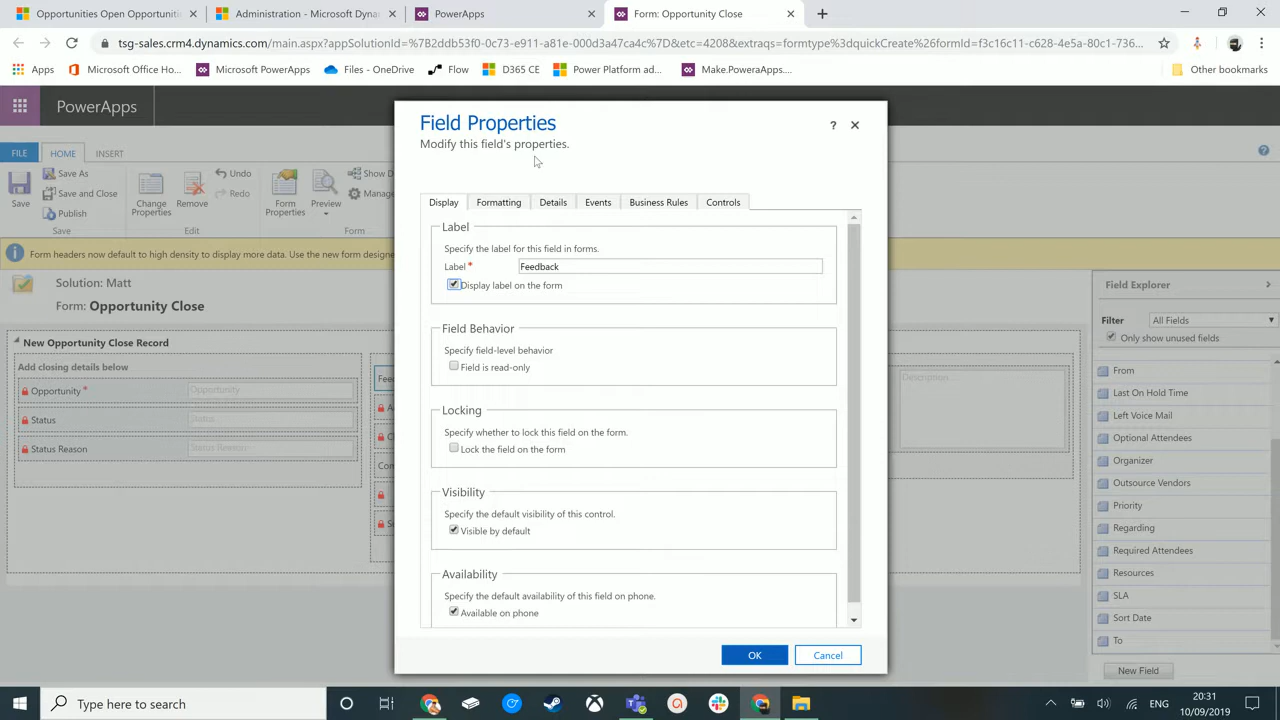 Opportunities Open Opportuniti
Administration - Microsoft Dyna
PowerApps
Form: Opportunity Close
tsg-sales.crm4.dynamics.com/main.aspx?appSolutionId=%7B2ddb53f0-0c73-e911-a81e-000d3a47ca4c%7D&etc=4208&extraqs=formtype%3dquickCreate%26formId%3df3c16c11-c628-4e5a-80c1-736...
Apps
Microsoft Office Ho...
Microsoft PowerApps
Files - OneDrive
Flow
D365 CE
Power Platform ad...
Make.PoweraApps....
Other bookmarks
PowerApps
FILE
HOME
INSERT
Save
Save As
Save and Close
Publish
Save
Change
Properties
Remove
Undo
Redo
Edit
Form
Properties
Preview
Show D
Manage
Form
Form headers now default to high density to display more data. Use the new form designe
Solution: Matt
Form: Opportunity Close
New Opportunity Close Record
Add closing details below
Opportunity *
Opportunity
Status
Status
Status Reason
Status Reason
Fee
A
C
Com
S
Description
Field Properties
Modify this field's properties.
?
Display
Formatting
Details
Events
Business Rules
Controls
Label
Specify the label for this field in forms.
Label *
Feedback
Display label on the form
Field Behavior
Specify field-level behavior
Field is read-only
Locking
Specify whether to lock this field on the form.
Lock the field on the form
Visibility
Specify the default visibility of this control.
Visible by default
Availability
Specify the default availability of this field on phone.
Available on phone
OK
Cancel
Field Explorer
Filter
All Fields
Only show unused fields
From
Last On Hold Time
Left Voice Mail
Optional Attendees
Organizer
Outsource Vendors
Priority
Regarding
Required Attendees
Resources
SLA
Sort Date
To
New Field
Type here to search
ENG
20:31
10/09/2019